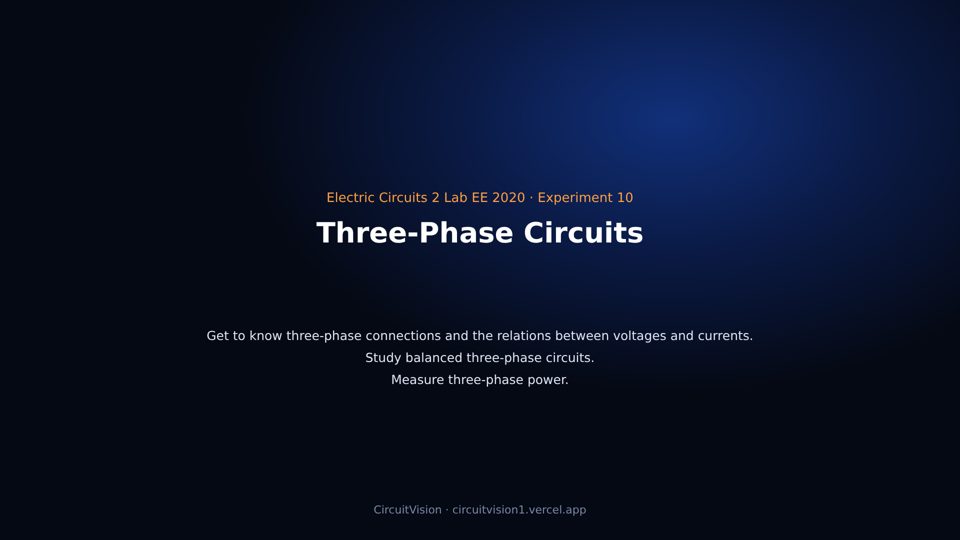 Electric Circuits 2 Lab EE 2020 · Experiment 10
Three-Phase Circuits
Get to know three-phase connections and the relations between voltages and currents.
Study balanced three-phase circuits.
Measure three-phase power.
CircuitVision · circuitvision1.vercel.app